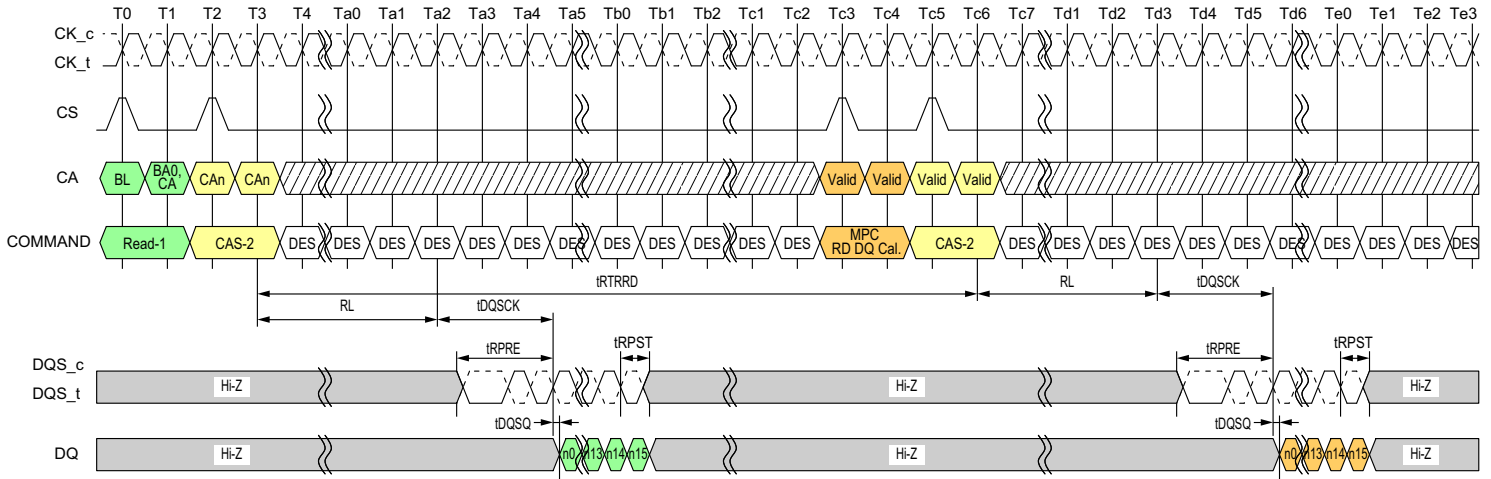 T0 T1 T2 T3 T4 Ta0 Ta1 Ta2 Ta3 Ta4 Ta5 Tb0 Tb1 Tb2 Tc1 Tc2 Tc3 Tc4 Tc5 Tc6 Tc7 Td1 Td2 Td3 Td4 Td5 Td6 Te0 Te1 Te2 Te3
CK_c
CK_t
CS
CA BL BA0, CA CAn CAn Valid Valid Valid Valid
COMMAND Read-1 CAS-2 DES DES DES DES DES DES DES DES DES DES DES DES MPC RD DQ Cal. CAS-2 DES DES DES DES DES DES DES DES DES DES DES
tRTRRD
RL tDQSCK
RL tDQSCK
tRPRE tRPST tRPRE tRPST
DQS_c
DQS_t
Hi-Z Hi-Z Hi-Z
tDQSQ tDQSQ
DQ Hi-Z n0 n13 n14 n15 Hi-Z n0 n13 n14 n15 Hi-Z